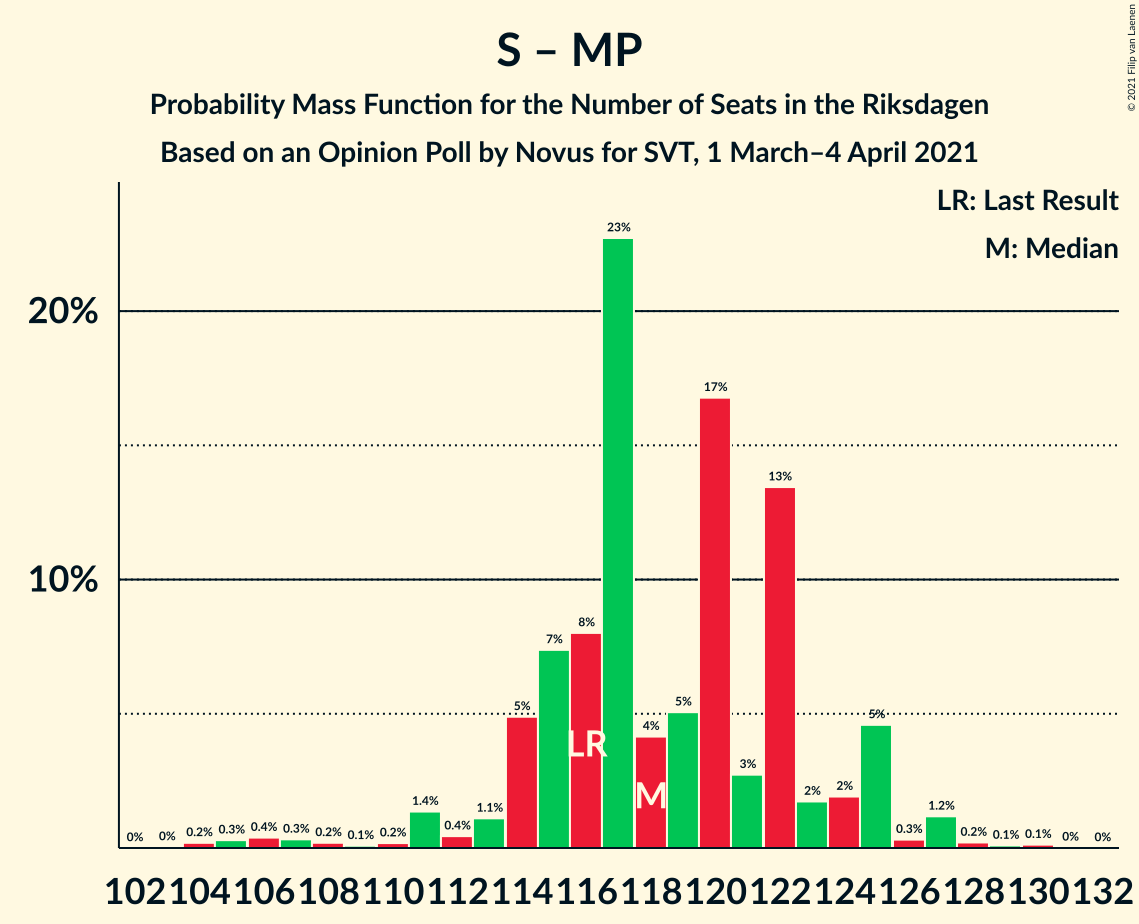 S – MP
Probability Mass Function for the Number of Seats in the Riksdagen
Based on an Opinion Poll by Novus for SVT, 1 March–4 April 2021
© 2021 Filip van Laenen
LR: Last Result
M: Median
20%
10%
0% 0% 0.2% 0.3% 0.4% 0.3% 0.2% 0.1% 0.2% 1.4% 0.4% 1.1% 5% 7% 8% 23% 4% 5% 17% 3% 13% 2% 2% 5% 0.3% 1.2% 0.2% 0.1% 0.1% 0% 0%
LR
M
102 104 106 108 110 112 114 116 118 120 122 124 126 128 130 132